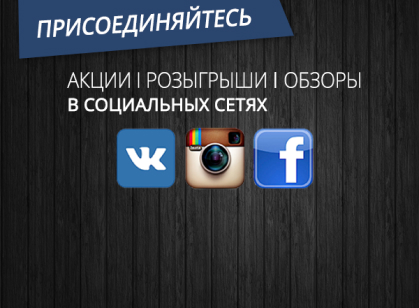 ПРИСОЕДИНЯЙТЕСЬ
АКЦИИ | РОЗЫГРЫШИ | ОБЗОРЫ
В СОЦИАЛЬНЫХ СЕТЯХ